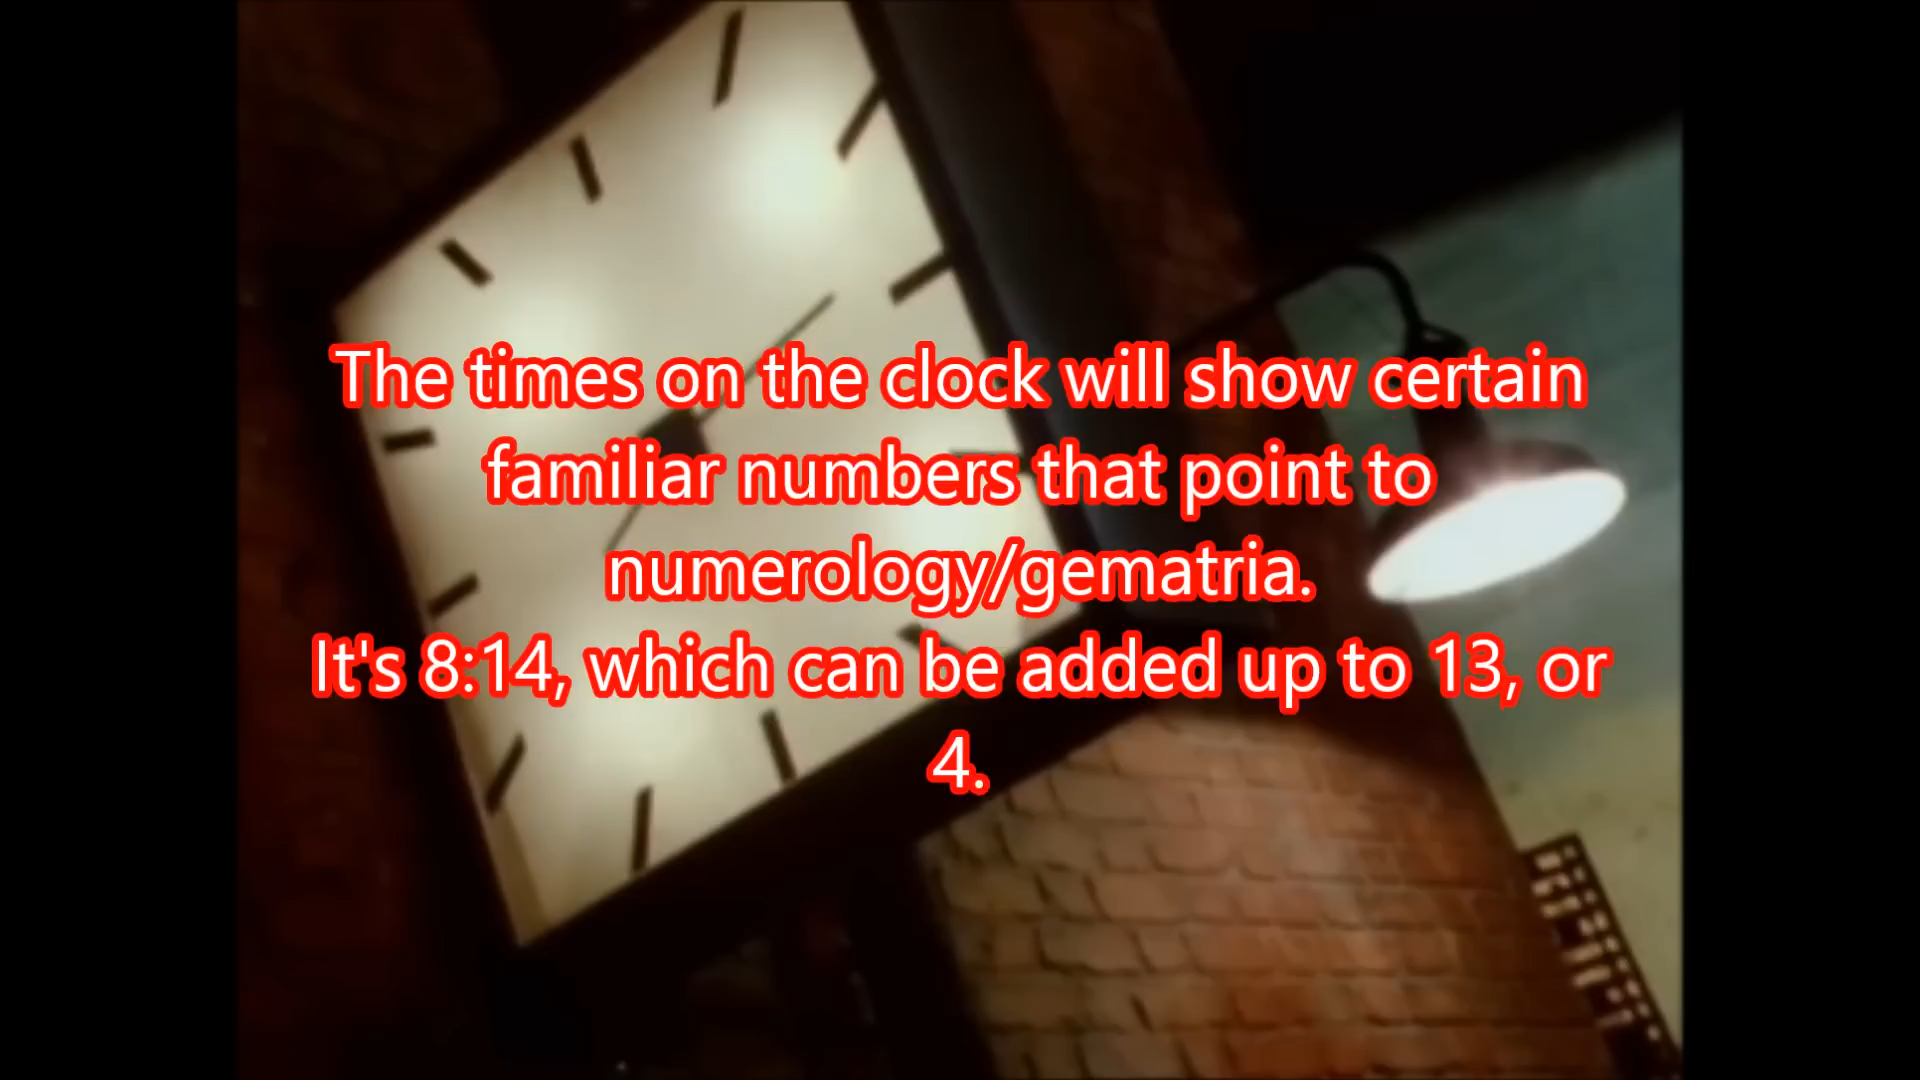 The times on the clock will show certain
familiar numbers that point to
numerology/gematria.
It's 8:14, which can be added up to 13, or
4.